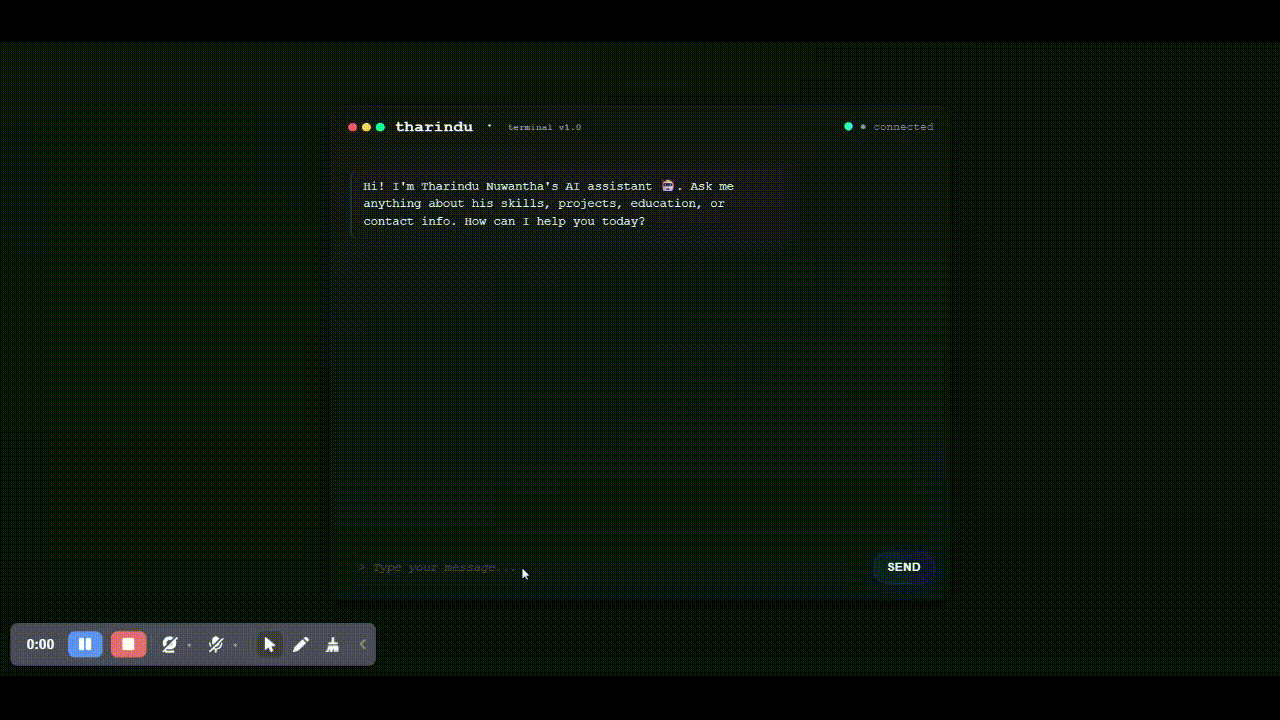 tharindu · terminal v1.0 ● connected
Hi! I'm Tharindu Nuwantha's AI assistant 🤖. Ask me
anything about his skills, projects, education, or
contact info. How can I help you today?
> Type your message...
SEND
0:00